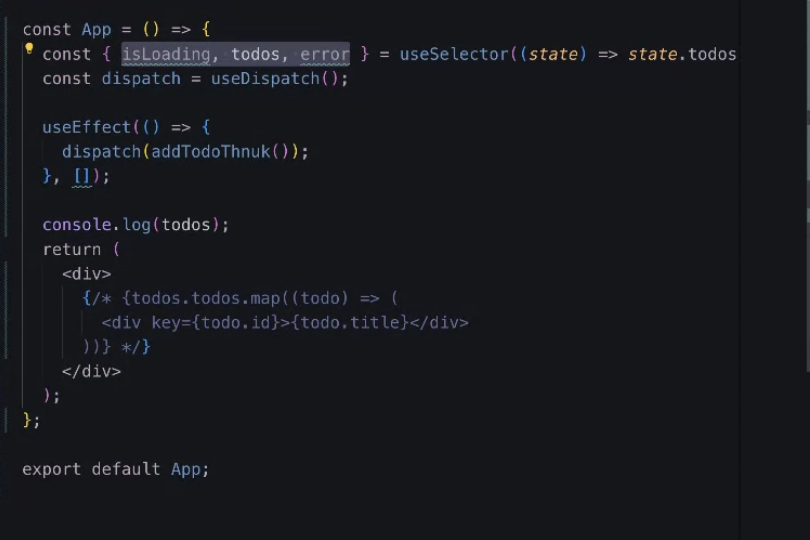 const App = () => {
const { isLoading, todos, error } = useSelector((state) => state.todos
const dispatch = useDispatch();
useEffect(() => {
dispatch(addTodoThnuk());
}, []);
console.log(todos);
return (
<div>
{/* {todos.todos.map((todo) => (
<div key={todo.id}>{todo.title}</div>
))} */}
</div>
);
};
export default App;